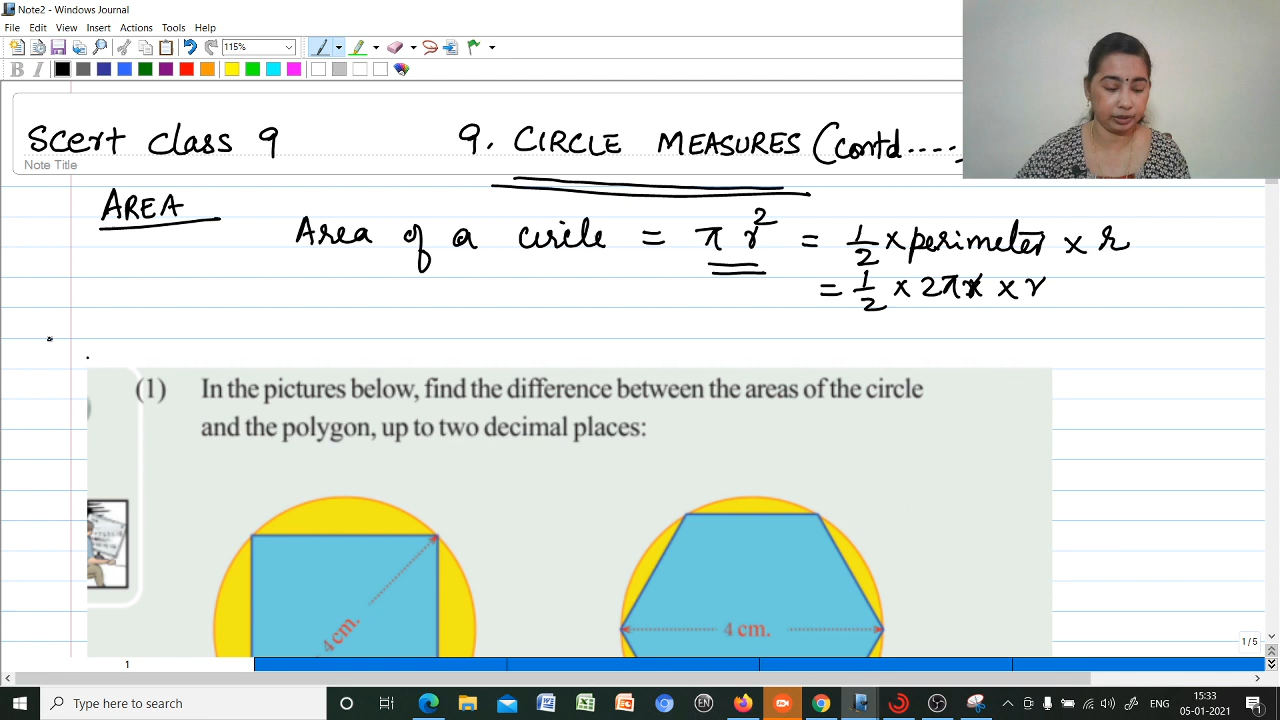 Note2 - Windows Journal
File Edit View Insert Actions Tools Help
115%
B I
Scert class 9 9. CIRCLE MEASURES (Contd....
Note Title
AREA
Area of a circle = π r² = 1/2 × perimeter × r
= 1/2 × 2πr × r
(1) In the pictures below, find the difference between the areas of the circle
and the polygon, up to two decimal places:
4 cm.
4 cm.
1/5
1
Type here to search
EN
15:33
05-01-2021